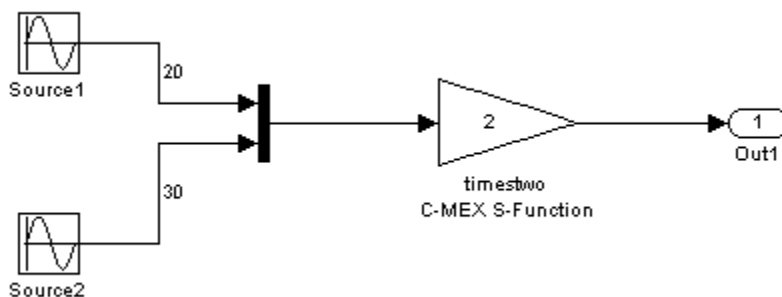 20
Source1
2
1
Out1
timestwo
C-MEX S-Function
30
Source2